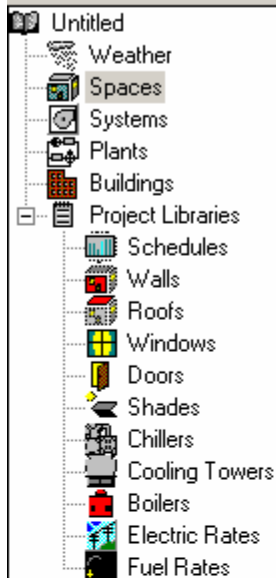 Untitled
Weather
Spaces
Systems
Plants
Buildings
Project Libraries
Schedules
Walls
Roofs
Windows
Doors
Shades
Chillers
Cooling Towers
Boilers
Electric Rates
Fuel Rates